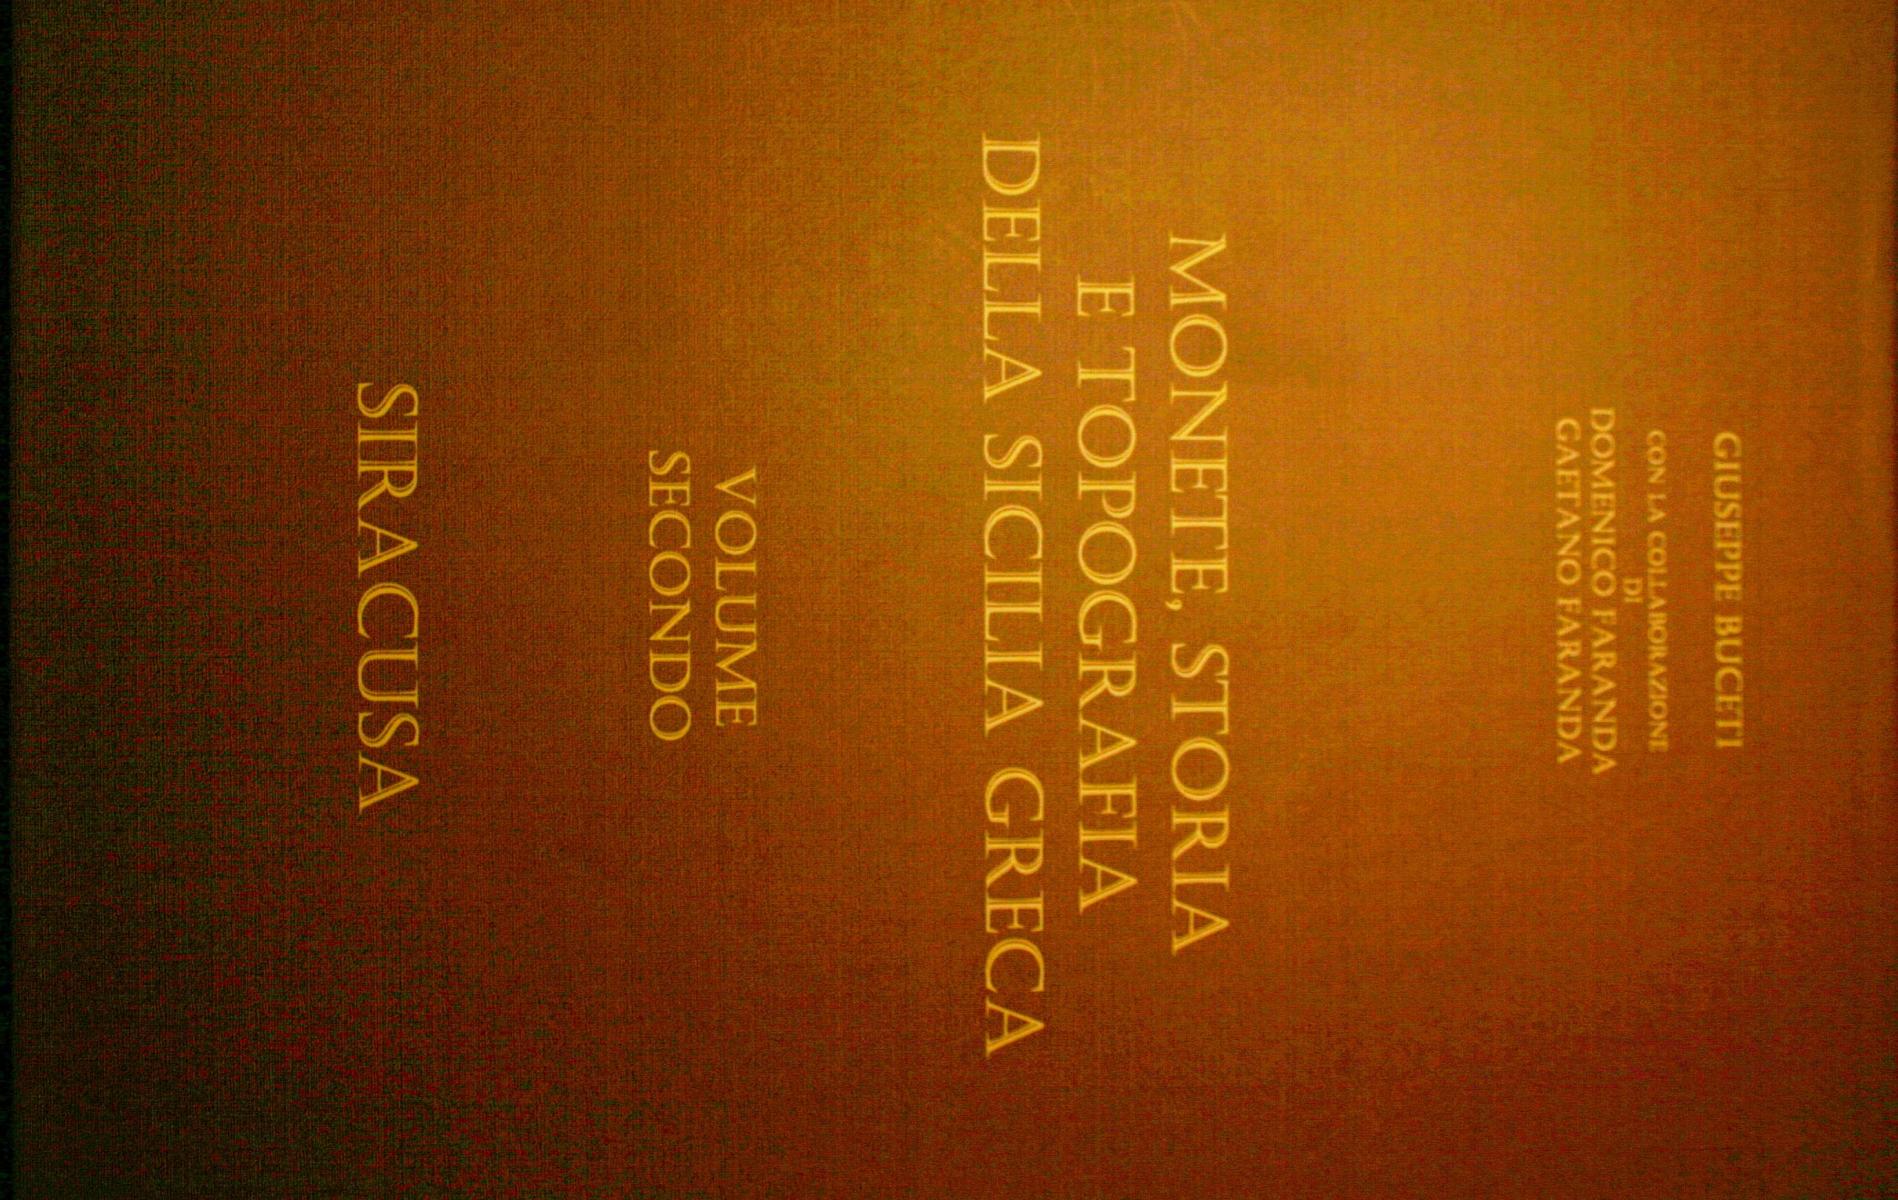 GIUSEPPE BUCETI
CON LA COLLABORAZIONE
DI
DOMENICO FARANDA
GAETANO FARANDA
MONETE, STORIA
E TOPOGRAFIA
DELLA SICILIA GRECA
VOLUME
SECONDO
SIRACUSA